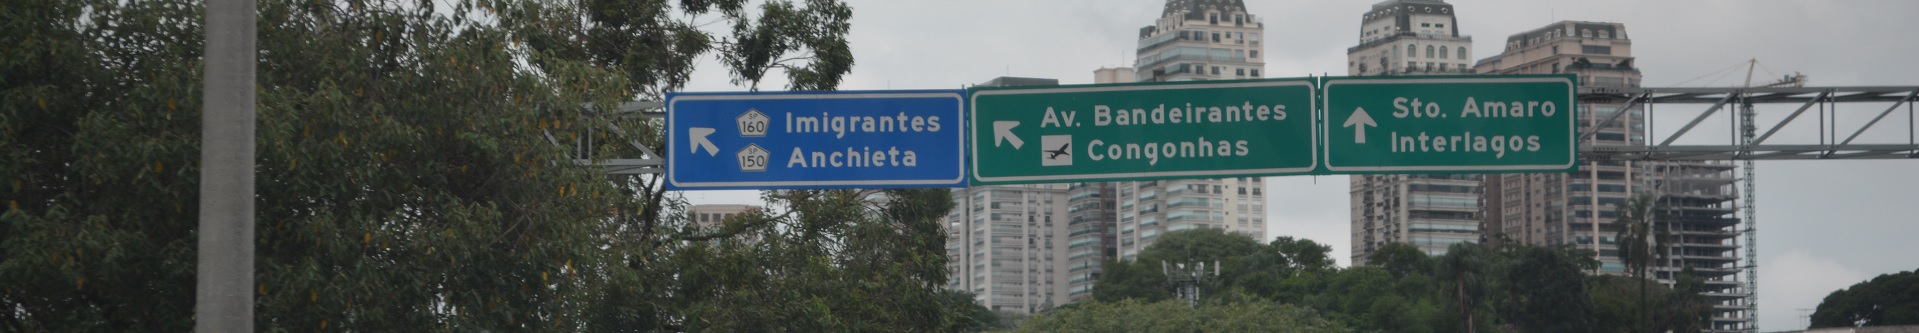 SP
160
Imigrantes
SP
150
Anchieta
Av. Bandeirantes
Congonhas
Sto. Amaro
Interlagos